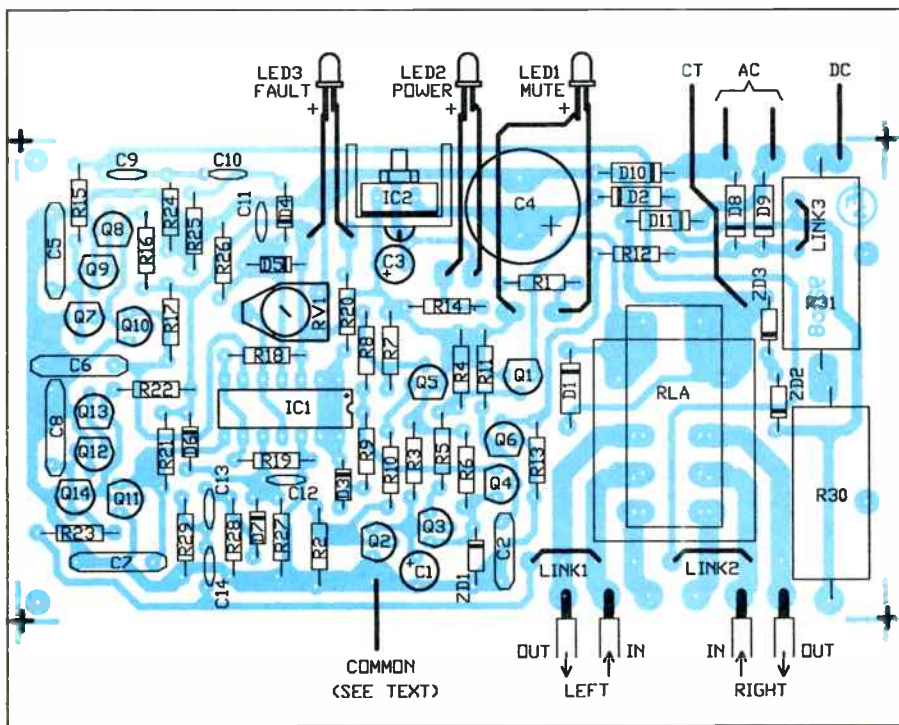 LED3 LED2 LED1 CT AC DC
FAULT POWER MUTE
+ + +
C9 C10
R15 R24 C11 D4 IC2 C4 D10 D8 D9 LINK3
Q8 R25 D2
C5 R16 R26 D11
Q9 D5 C3 + R12
R1 ZD3
Q7 Q10 R17 RV1 R20 R14 R31
R18 R8 R7
C6 R4 R11 Q1 D1 RLA ZD2
R22 IC1 Q5
C8 Q13
Q12 R21 D6 R9 R10 R3 R5 R6 Q6 R13
R19
C13 C12 D3 Q4 R30
Q14 Q11
R23 R29 R28 D7 R27 R2 Q2 Q3 C2
C7 + C1 ZD1
C14 LINK1 LINK2
COMMON OUT IN IN OUT
(SEE TEXT) LEFT RIGHT